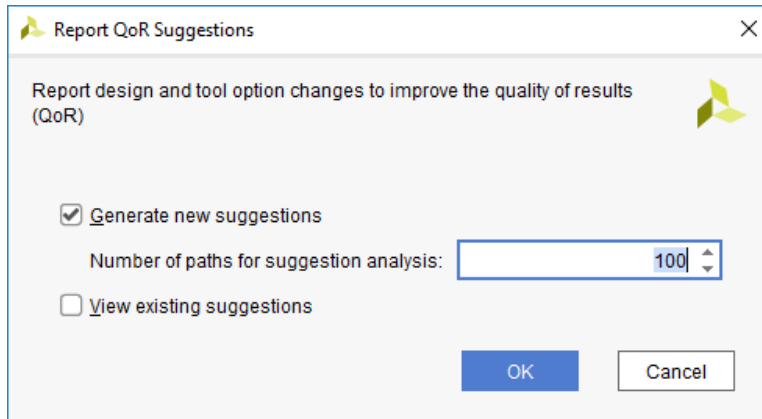 Report QoR Suggestions
Report design and tool option changes to improve the quality of results
(QoR)
Generate new suggestions
Number of paths for suggestion analysis: 100
View existing suggestions
OK Cancel